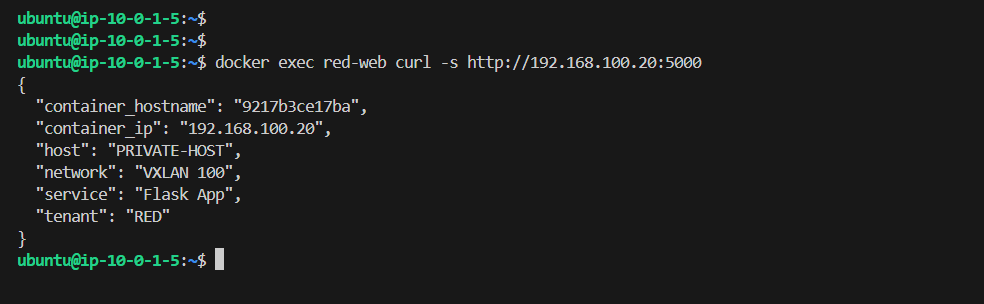 ubuntu@ip-10-0-1-5:~$
ubuntu@ip-10-0-1-5:~$
ubuntu@ip-10-0-1-5:~$ docker exec red-web curl -s http://192.168.100.20:5000
{
  "container_hostname": "9217b3ce17ba",
  "container_ip": "192.168.100.20",
  "host": "PRIVATE-HOST",
  "network": "VXLAN 100",
  "service": "Flask App",
  "tenant": "RED"
}
ubuntu@ip-10-0-1-5:~$